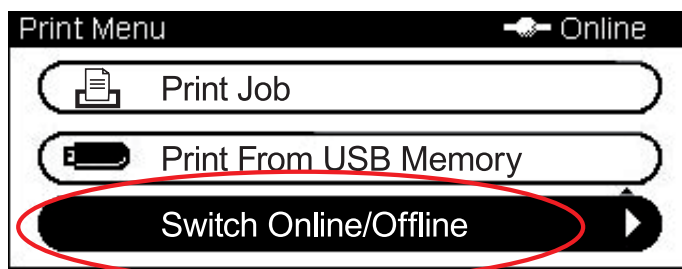 Print Menu Online
Print Job
Print From USB Memory
Switch Online/Offline